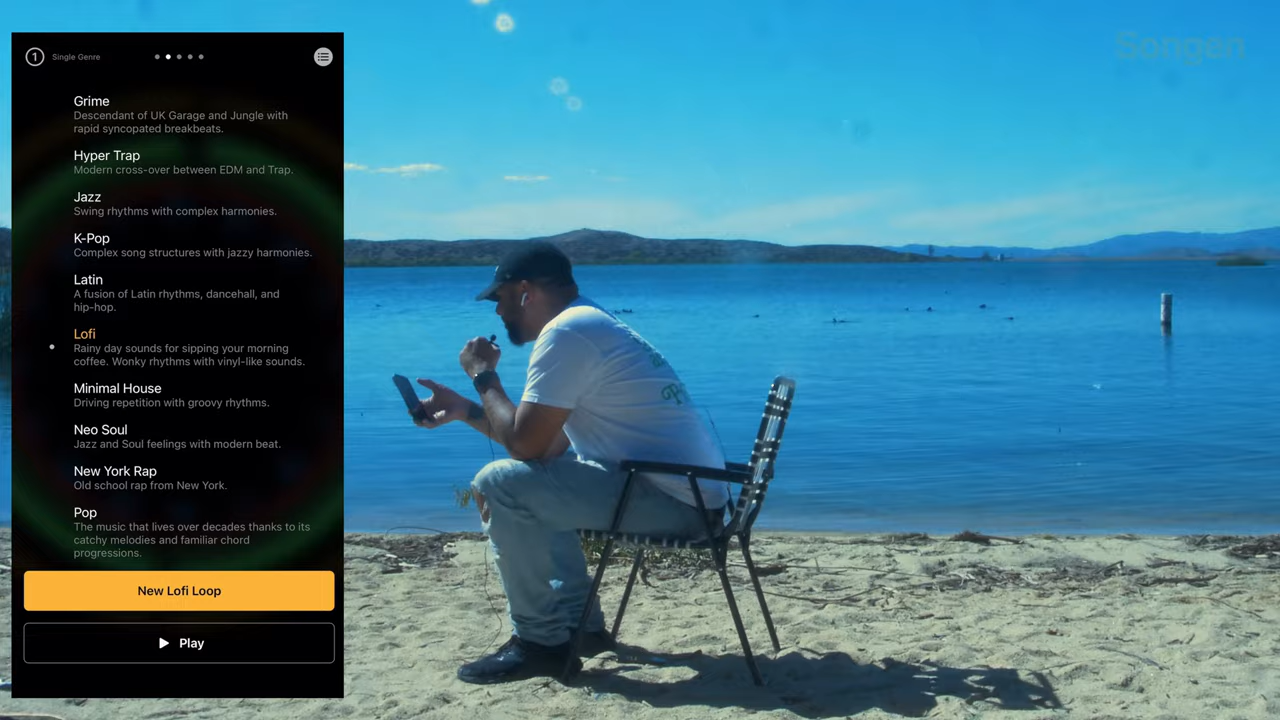 1 Single Genre
Songen
Grime
Descendant of UK Garage and Jungle with
rapid syncopated breakbeats.
Hyper Trap
Modern cross-over between EDM and Trap.
Jazz
Swing rhythms with complex harmonies.
K-Pop
Complex song structures with jazzy harmonies.
Latin
A fusion of Latin rhythms, dancehall, and
hip-hop.
Lofi
Rainy day sounds for sipping your morning
coffee. Wonky rhythms with vinyl-like sounds.
Minimal House
Driving repetition with groovy rhythms.
Neo Soul
Jazz and Soul feelings with modern beat.
New York Rap
Old school rap from New York.
Pop
The music that lives over decades thanks to its
catchy melodies and familiar chord
progressions.
New Lofi Loop
Play